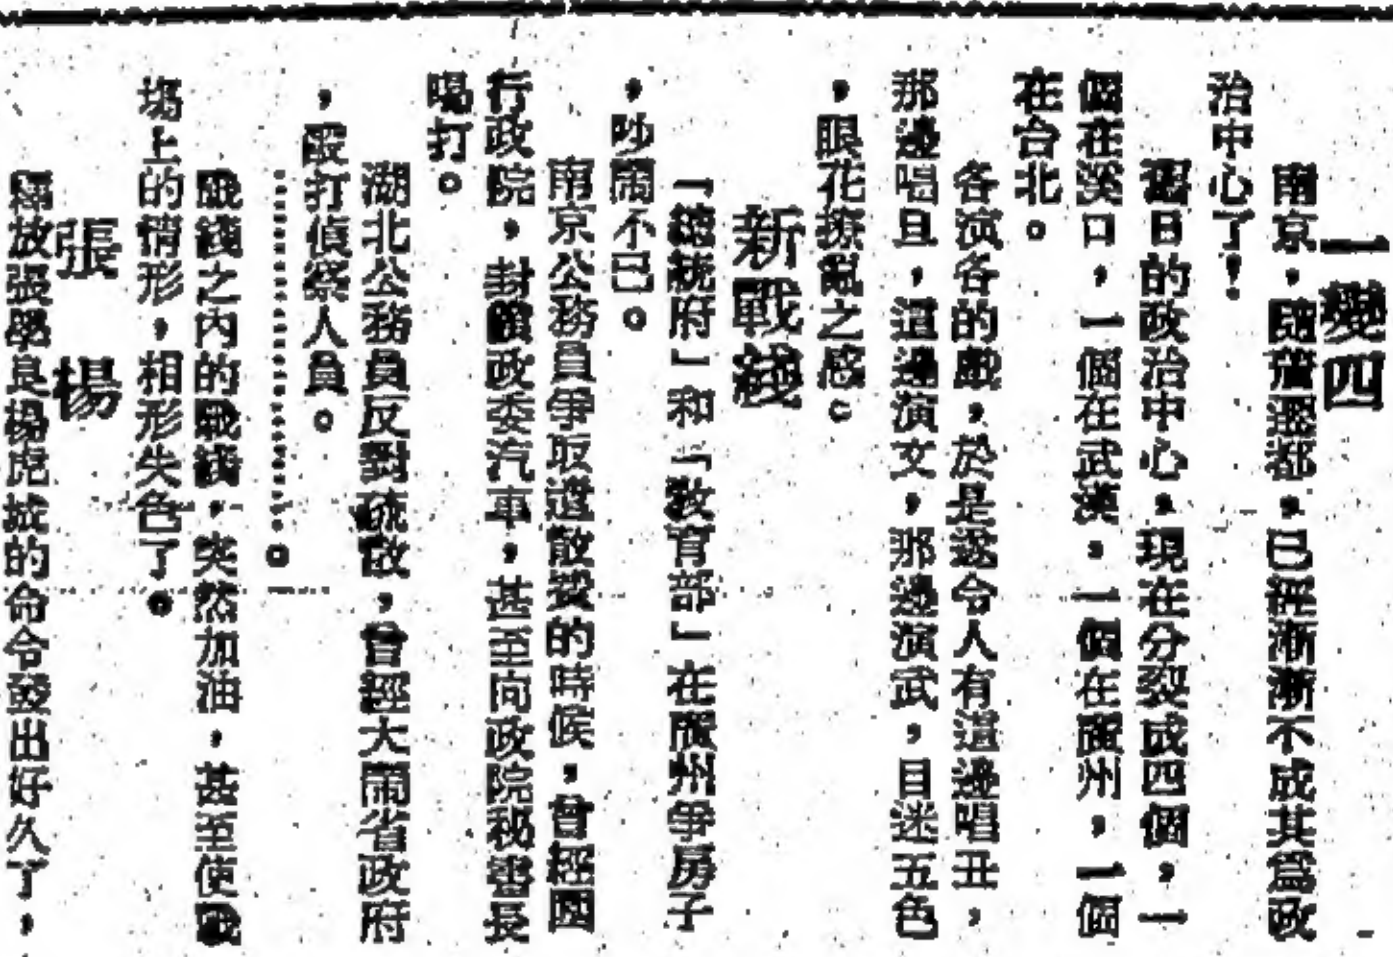 一變四
南京，隨着遷都，已經漸漸不成其爲政
治中心了！
舊日的政治中心，現在分裂成四個，一
個在溪口，一個在武漢，一個在廣州，一個
在台北。
各演各的戲，於是遂令人有這邊唱丑，
那邊唱旦，這邊演文，那邊演武，目迷五色
，眼花撩亂之感。
新戰綫
「總統府」和「教育部」在廣州爭房子
，吵鬧不已。
南京公務員爭取遣散費的時候，曾經圍
行政院，封鎖政委汽車，甚至向政院秘書長
喝打。
湖北公務員反對疏散，曾經大鬧省政府
，毆打偵察人員。
…………………。
戰綫之內的戰綫，突然加油，甚至使戰
場上的情形，相形失色了。
張 楊
釋放張學良楊虎城的命令發出好久了，